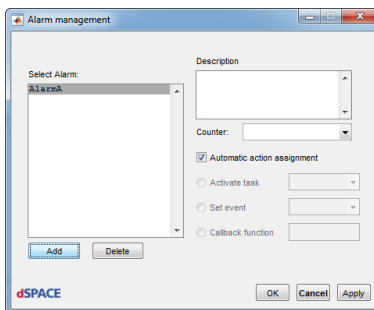 Alarm management
Select Alarm:
AlarmA
Add
Delete
Description
Counter:
Automatic action assignment
Activate task
Set event
Callback function
dSPACE
OK
Cancel
Apply